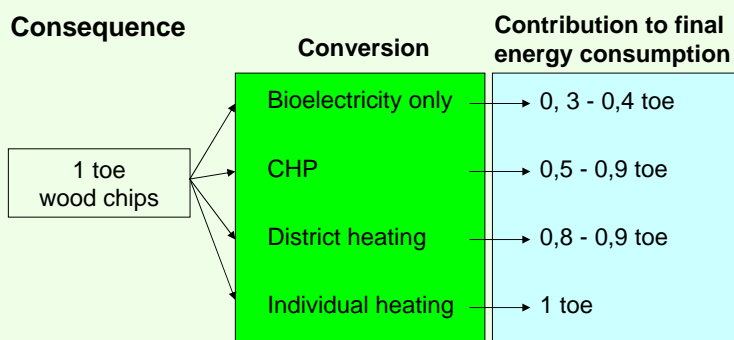 Consequence
Conversion
Contribution to final
energy consumption
1 toe
wood chips
Bioelectricity only
0, 3 - 0,4 toe
CHP
0,5 - 0,9 toe
District heating
0,8 - 0,9 toe
Individual heating
1 toe